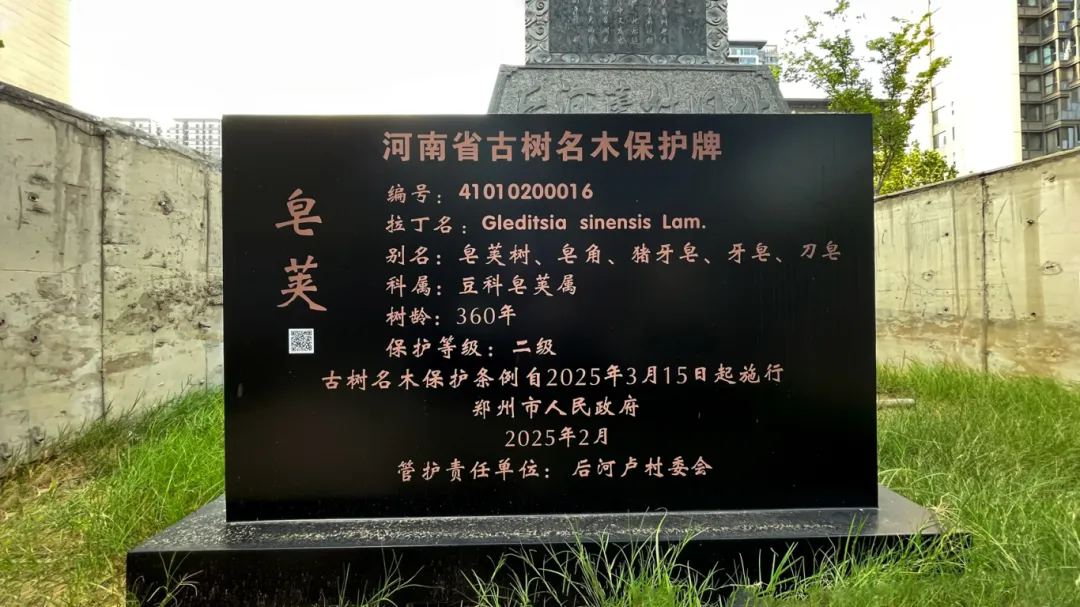 河南省古树名木保护牌
皂荚
编号：41010200016
拉丁名：Gleditsia sinensis Lam.
别名：皂荚树、皂角、猪牙皂、牙皂、刀皂
科属：豆科皂荚属
树龄：360年
保护等级：二级
古树名木保护条例自2025年3月15日起施行
郑州市人民政府
2025年2月
管护责任单位：后河卢村委会